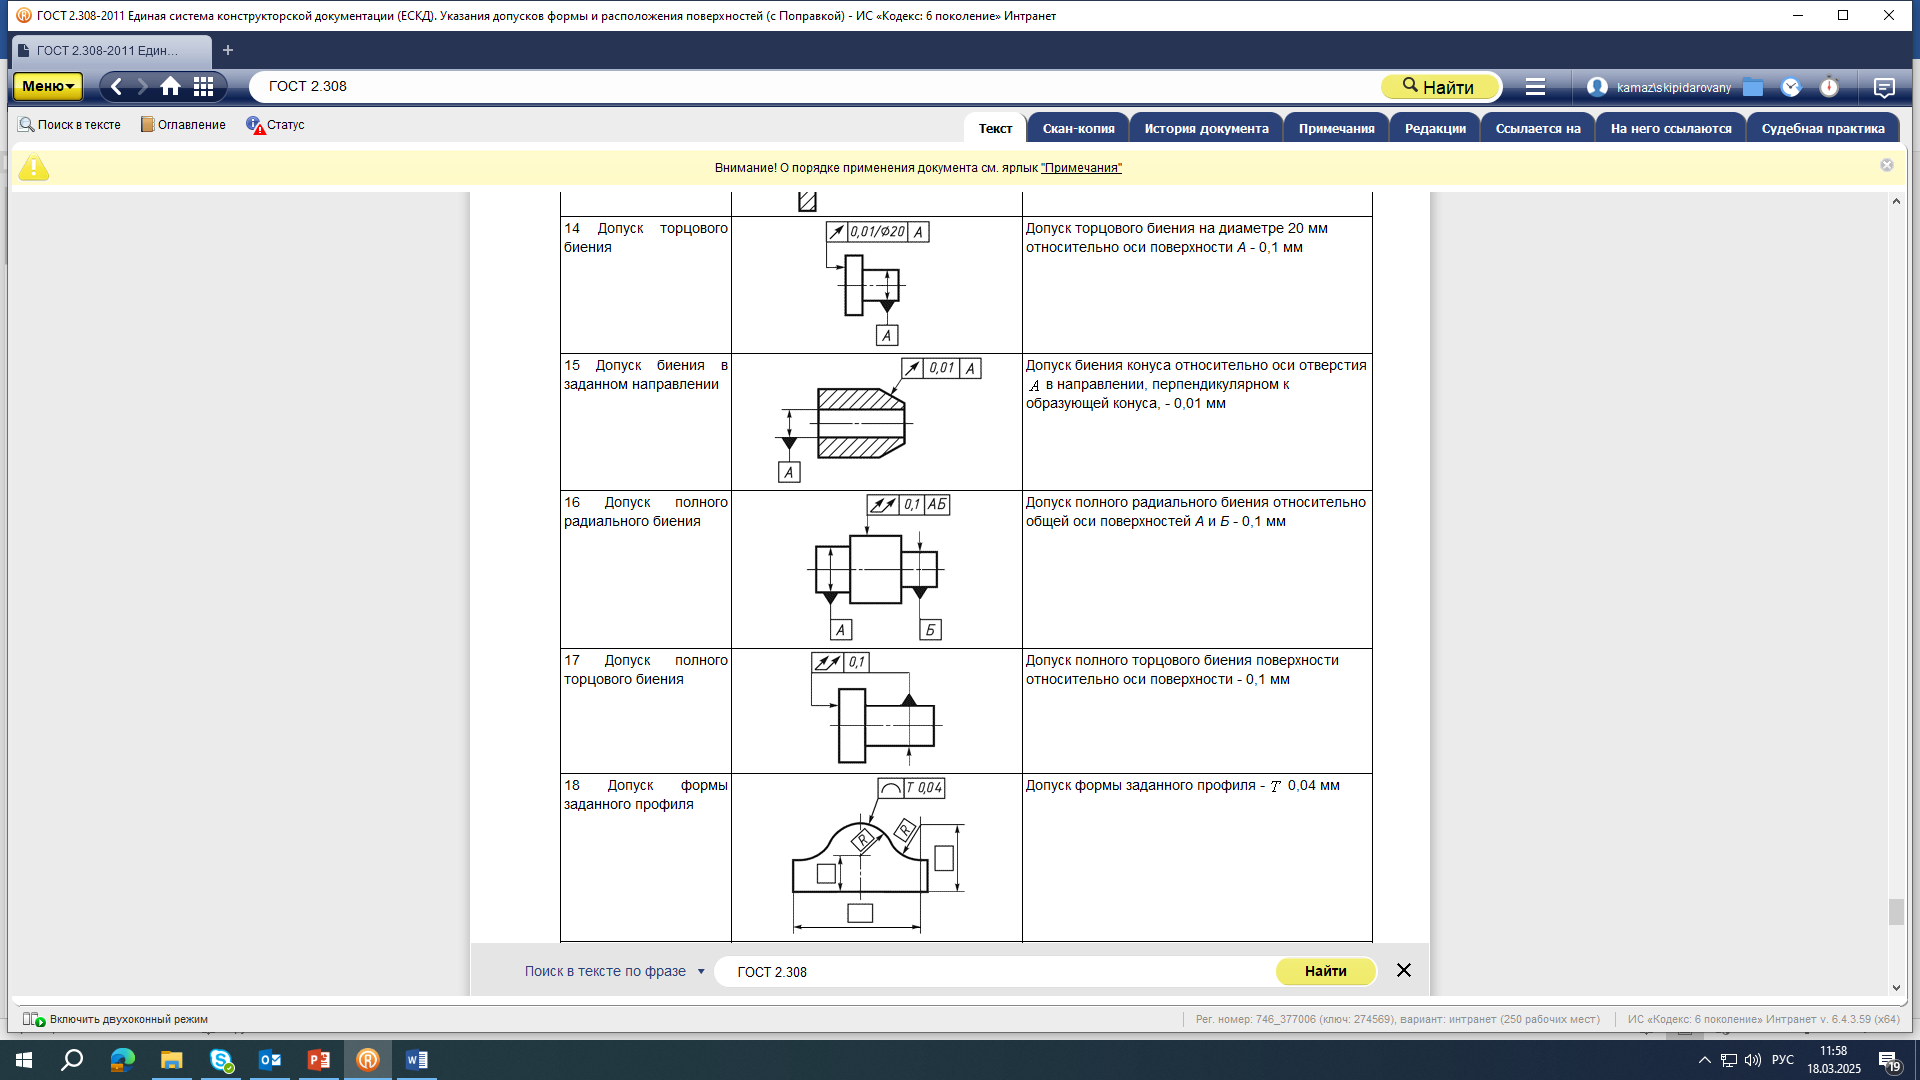 ГОСТ 2.308-2011 Единая система конструкторской документации (ЕСКД). Указания допусков формы и расположения поверхностей (с Поправкой) - ИС «Кодекс: 6 поколение» Интранет
ГОСТ 2.308-2011 Един...
Меню
ГОСТ 2.308
Найти
kamaz\skipidarovany
Поиск в тексте
Оглавление
Статус
Текст
Скан-копия
История документа
Примечания
Редакции
Ссылается на
На него ссылаются
Судебная практика
Внимание! О порядке применения документа см. ярлык "Примечания"
14 Допуск торцового
биения
0,01/Ø20 А
А
Допуск торцового биения на диаметре 20 мм
относительно оси поверхности А - 0,1 мм
15 Допуск биения в
заданном направлении
0,01 А
А
Допуск биения конуса относительно оси отверстия
А в направлении, перпендикулярном к
образующей конуса, - 0,01 мм
16 Допуск полного
радиального биения
0,1 АБ
А
Б
Допуск полного радиального биения относительно
общей оси поверхностей А и Б - 0,1 мм
17 Допуск полного
торцового биения
0,1
Допуск полного торцового биения поверхности
относительно оси поверхности - 0,1 мм
18 Допуск формы
заданного профиля
Т 0,04
R
R
Допуск формы заданного профиля - Т 0,04 мм
Поиск в тексте по фразе
ГОСТ 2.308
Найти
Включить двухоконный режим
Рег. номер: 746_377006 (ключ: 274569), вариант: интранет (250 рабочих мест)
ИС «Кодекс: 6 поколение» Интранет v. 6.4.3.59 (x64)
РУС
11:58
18.03.2025
19